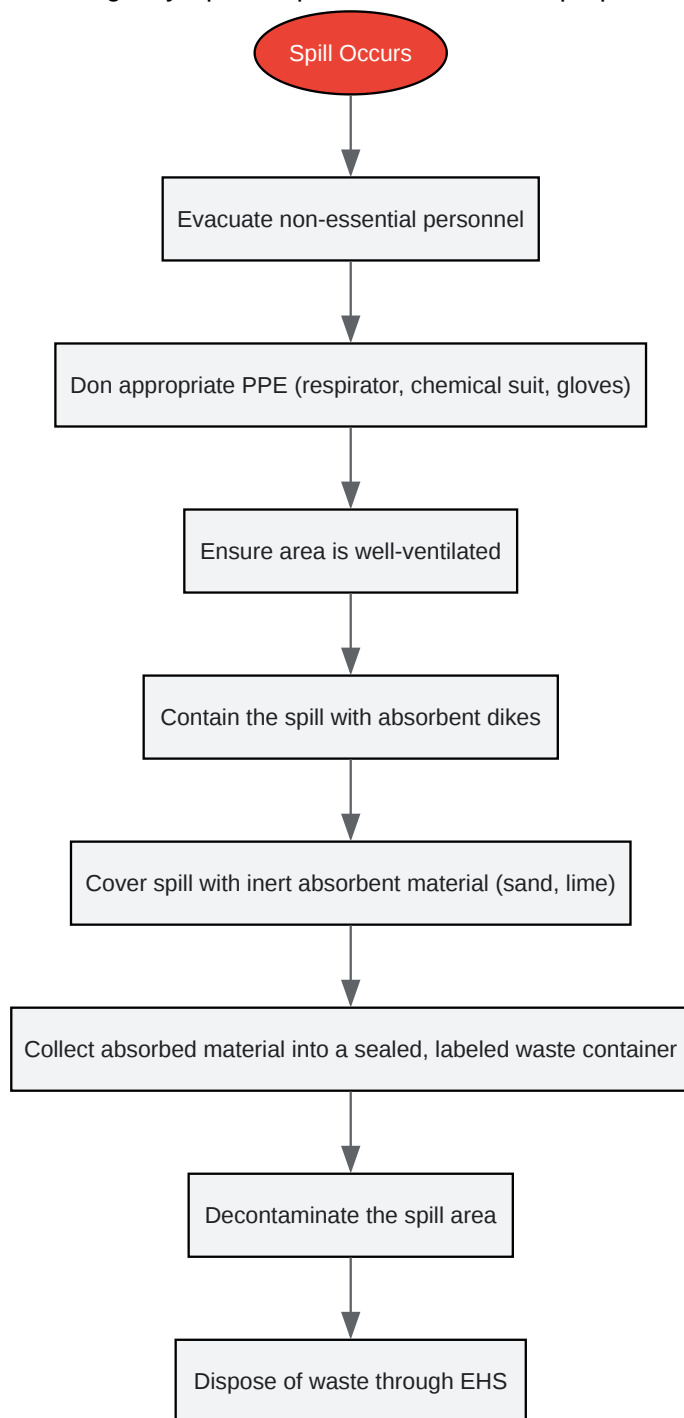 Spill Occurs
Evacuate non-essential personnel
Don appropriate PPE (respirator, chemical suit, gloves)
Ensure area is well-ventilated
Contain the spill with absorbent dikes
Cover spill with inert absorbent material (sand, lime)
Collect absorbed material into a sealed, labeled waste container
Decontaminate the spill area
Dispose of waste through EHS